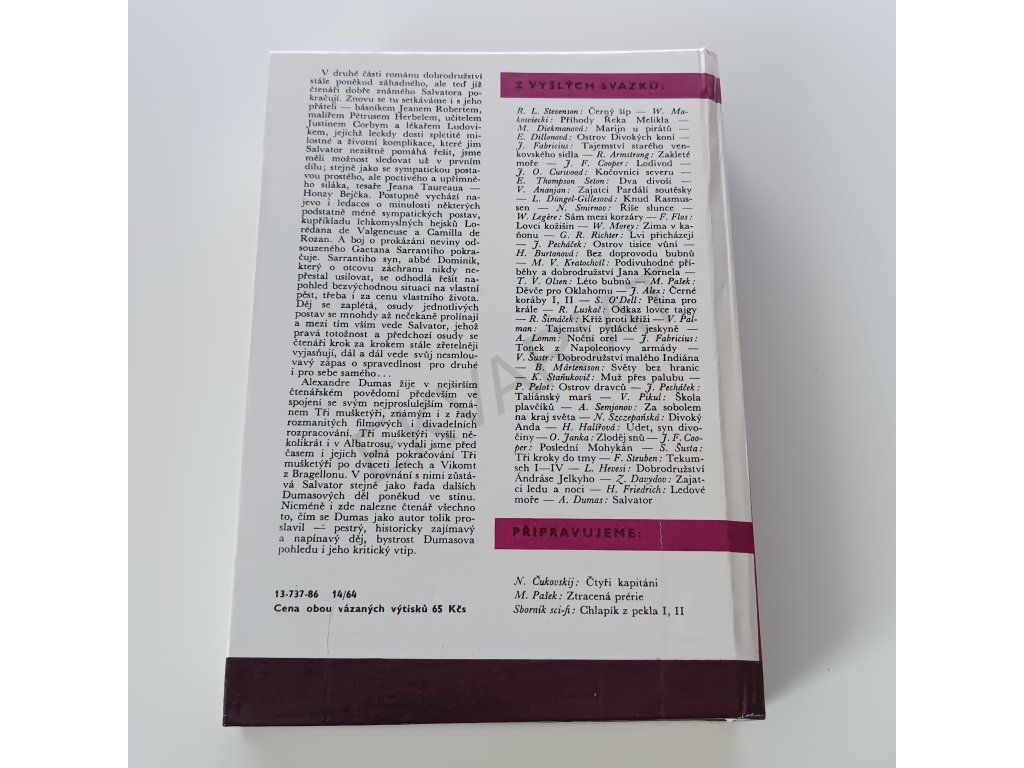 V druhé části románu dobrodružství
stále poněkud záhadného, ale teď již
čtenáři dobře známého Salvatora po-
kračují. Znovu se tu setkáváme i s jeho
přáteli — básníkem Jeanem Robertem,
malířem Pétrusem Herbelem, učitelem
Justinem Corbym a lékařem Ludoví-
kem, jejichž leckdy dosti spletité mi-
lostné a životní komplikace, které jim
Salvator nezištně pomáhá řešit, jsme
měli možnost sledovat už v prvním
dílu; stejně jako se sympatickou posta-
vou prostého, ale poctivého a upřímné-
ho siláka, tesaře Jeana Taureaua —
Honzy Bejčka. Postupně vychází na-
jevo i ledacos o minulosti některých
podstatně méně sympatických postav,
kupříkladu lehkomyslných hejsků Lo-
rédana de Valgeneuse a Camilla de
Rozan. A boj o prokázání neviny od-
souzeného Gaetana Sarrantiho pokra-
čuje. Sarrantiho syn, abbé Dominik,
který o otcovu záchranu nikdy ne-
přestal usilovat, se odhodlá řešit na-
pohled bezvýchodnou situaci na vlastní
pěst, třeba i za cenu vlastního života.
Děj se zaplétá, osudy jednotlivých
postav se mnohdy až nečekaně prolínají
a mezi tím vším vede Salvator, jehož
pravá totožnost a předchozí osudy se
čtenáři krok za krokem stále zřetelněji
vyjasňují, dál a dál vede svůj nesmlou-
vavý zápas o spravedlnost pro druhé
i pro sebe samého...
Alexandre Dumas žije v nejširším
čtenářském povědomí především ve
spojení se svým nejproslulejším romá-
nem Tři mušketýři, známým i z řady
rozmanitých filmových i divadelních
rozpracování. Tři mušketýři vyšli ně-
kolikrát i v Albatrosu, vydali jsme před
časem i jejich volná pokračování Tři
mušketýři po dvaceti letech a Vikomt
z Bragellonu. V porovnání s nimi zůstá-
vá Salvator stejně jako řada dalších
Dumasových děl poněkud ve stínu.
Nicméně i zde nalezne čtenář všechno
to, čím se Dumas jako autor tolik pro-
slavil — pestrý, historicky zajímavý
a napínavý děj, bystrost Dumasova
pohledu i jeho kritický vtip.
13-737-86 14/64
Cena obou vázaných výtisků 65 Kčs
Z VYŠLÝCH SVAZKŮ:
R. L. Stevenson: Černý šíp — W. Ma-
kowiecki: Příhody Řeka Melikla —
M. Diekmanová: Marijn u pirátů —
E. Dillonová: Ostrov Divokých koní —
J. Fabricius: Tajemství starého ven-
kovského sídla — R. Armstrong: Zakleté
moře — J. F. Cooper: Lodivod —
J. O. Curwood: Kočovníci severu —
E. Thompson Seton: Dva divoši —
V. Ananjan: Zajatci Pardálí soutěsky
— L. Düngel-Gillesová: Knud Rasmus-
sen — N. Smirnov: Říše slunce —
W. Legère: Sám mezi korzáry — F. Flos:
Lovci kožišin — W. Morey: Zima v ka-
ňonu — G. R. Richter: Lvi přicházejí
— J. Pecháček: Ostrov tisíce vůní —
H. Burtonová: Bez doprovodu bubnů
— M. V. Kratochvíl: Podivuhodné pří-
běhy a dobrodružství Jana Kornela —
T. V. Olsen: Léto bubnů — M. Pašek:
Děvče pro Oklahomu — J. Alex: Černé
koráby I, II — S. O'Dell: Pětina pro
krále — R. Luskač: Odkaz lovce tajgy
— R. Šimáček: Kříž proti kříži — V. Pal-
man: Tajemství pytlácké jeskyně —
A. Lomm: Noční orel — J. Fabricius:
Tonek z Napoleonovy armády —
V. Šustr: Dobrodružství malého Indiána
— B. Mårtensson: Světy bez hranic
— K. Staňukovič: Muž přes palubu —
P. Pelot: Ostrov dravců — J. Pecháček:
Taliánský marš — V. Pikul: Škola
plavčíků — A. Semjonov: Za sobolem
na kraj světa — N. Szczepańská: Divoký
Anda — H. Halířová: Údet, syn divo-
činy — O. Janka: Zloděj snů — J. F. Coo-
per: Poslední Mohykán — S. Šusta:
Tři kroky do tmy — F. Steuben: Tekum-
seh I—IV — L. Hevesi: Dobrodružství
Andráse Jelkyho — Z. Davydov: Zajat-
ci ledu a noci — H. Friedrich: Ledové
moře — A. Dumas: Salvator
PŘIPRAVUJEME:
N. Čukovskij: Čtyři kapitáni
M. Pašek: Ztracená prérie
Sborník sci-fi: Chlapík z pekla I, II